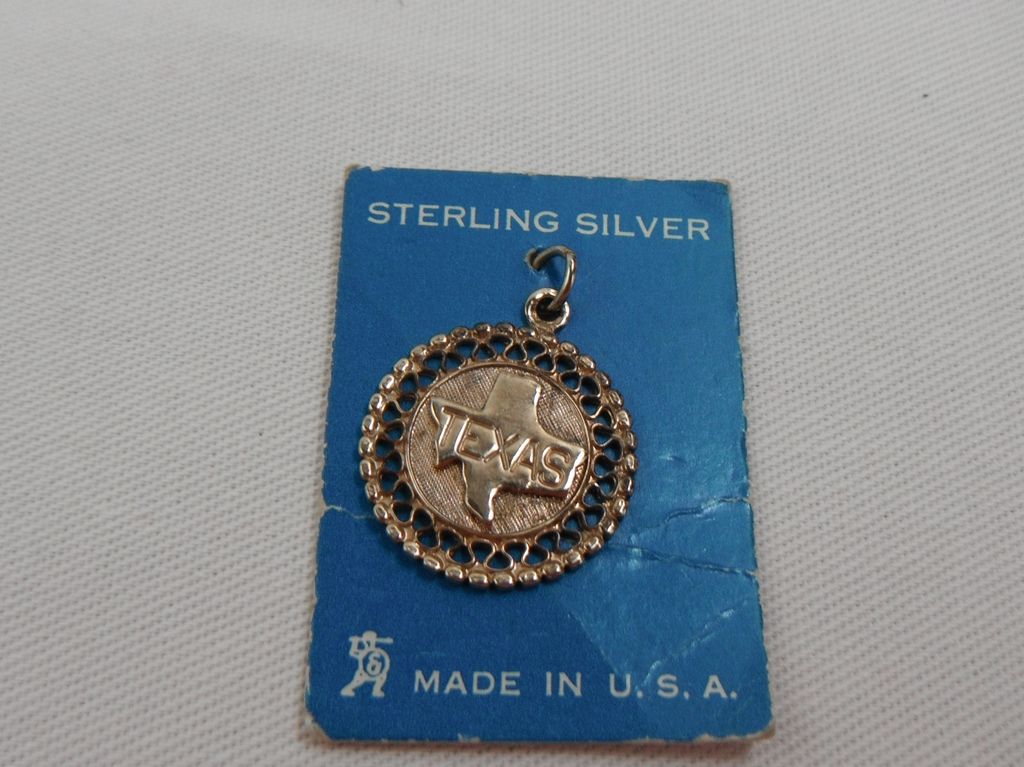 STERLING SILVER
TEXAS
&
MADE IN U.S.A.